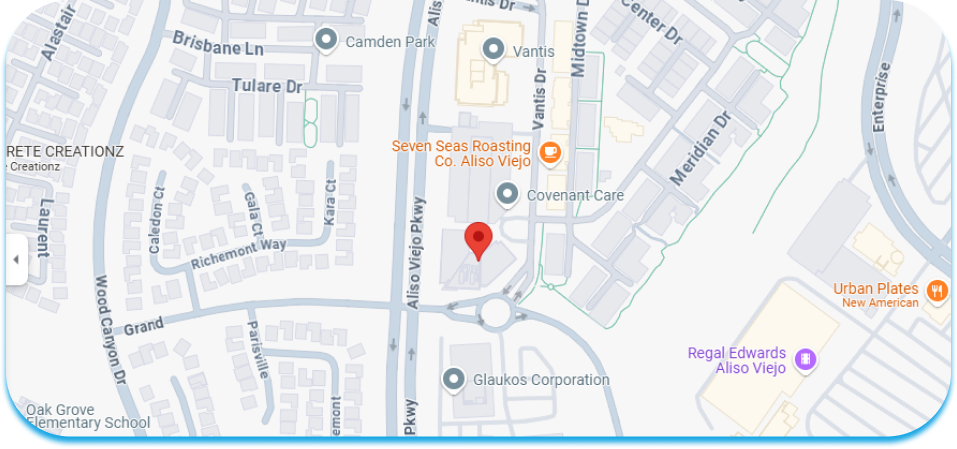 Alastair
Brisbane Ln
Camden Park
Tulare Dr
Alis
Vantis Dr
Vantis
Vantis Dr
Midtown D
Center Dr
Meridian Dr
Enterprise
RETE CREATIONZ
Creationz
Seven Seas Roasting
Co. Aliso Viejo
Covenant Care
Laurent
Caledon Ct
Gala Ct
Kara Ct
Richemont Way
Aliso Viejo Pkwy
Wood Canyon Dr
Grand
Parisville
Urban Plates
New American
Regal Edwards
Aliso Viejo
Glaukos Corporation
Oak Grove
Elementary School
emont
Pkwy